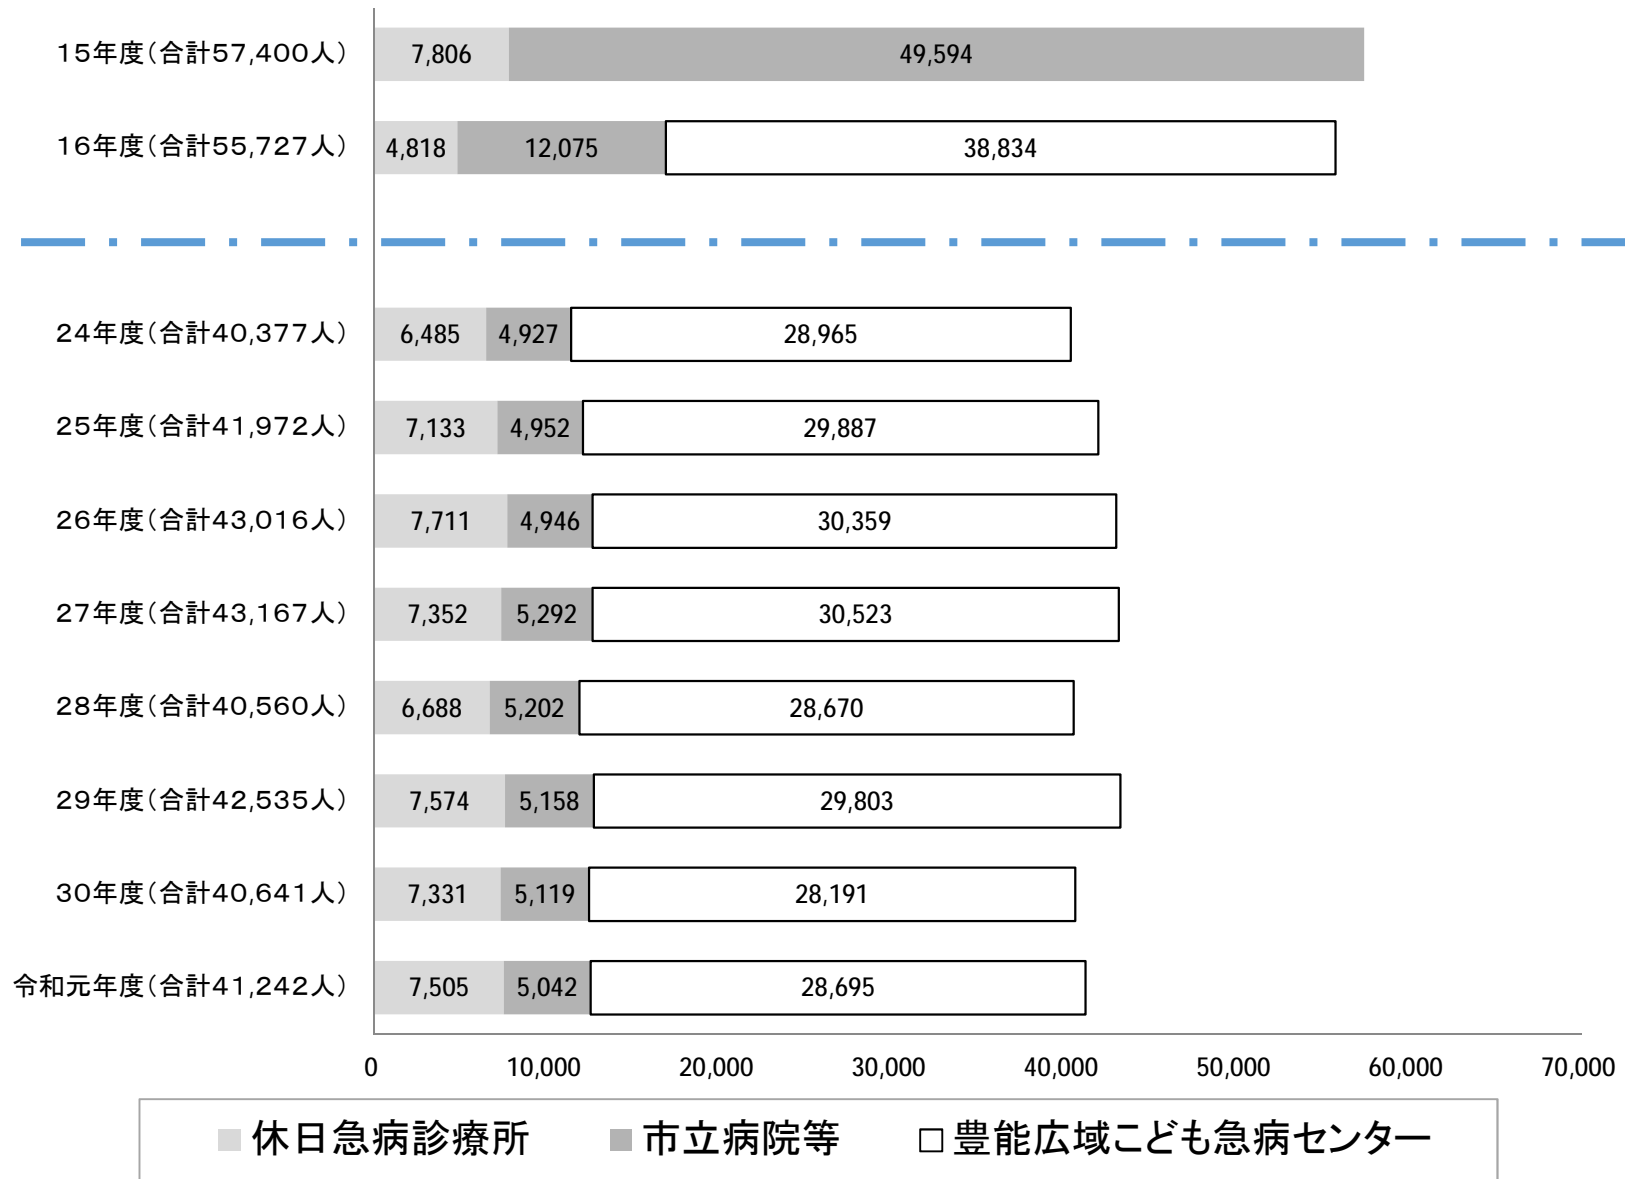 15年度(合計57,400人) 7,806 49,594
16年度(合計55,727人) 4,818 12,075 38,834
24年度(合計40,377人) 6,485 4,927 28,965
25年度(合計41,972人) 7,133 4,952 29,887
26年度(合計43,016人) 7,711 4,946 30,359
27年度(合計43,167人) 7,352 5,292 30,523
28年度(合計40,560人) 6,688 5,202 28,670
29年度(合計42,535人) 7,574 5,158 29,803
30年度(合計40,641人) 7,331 5,119 28,191
令和元年度(合計41,242人) 7,505 5,042 28,695
0 10,000 20,000 30,000 40,000 50,000 60,000 70,000
休日急病診療所 市立病院等 豊能広域こども急病センター